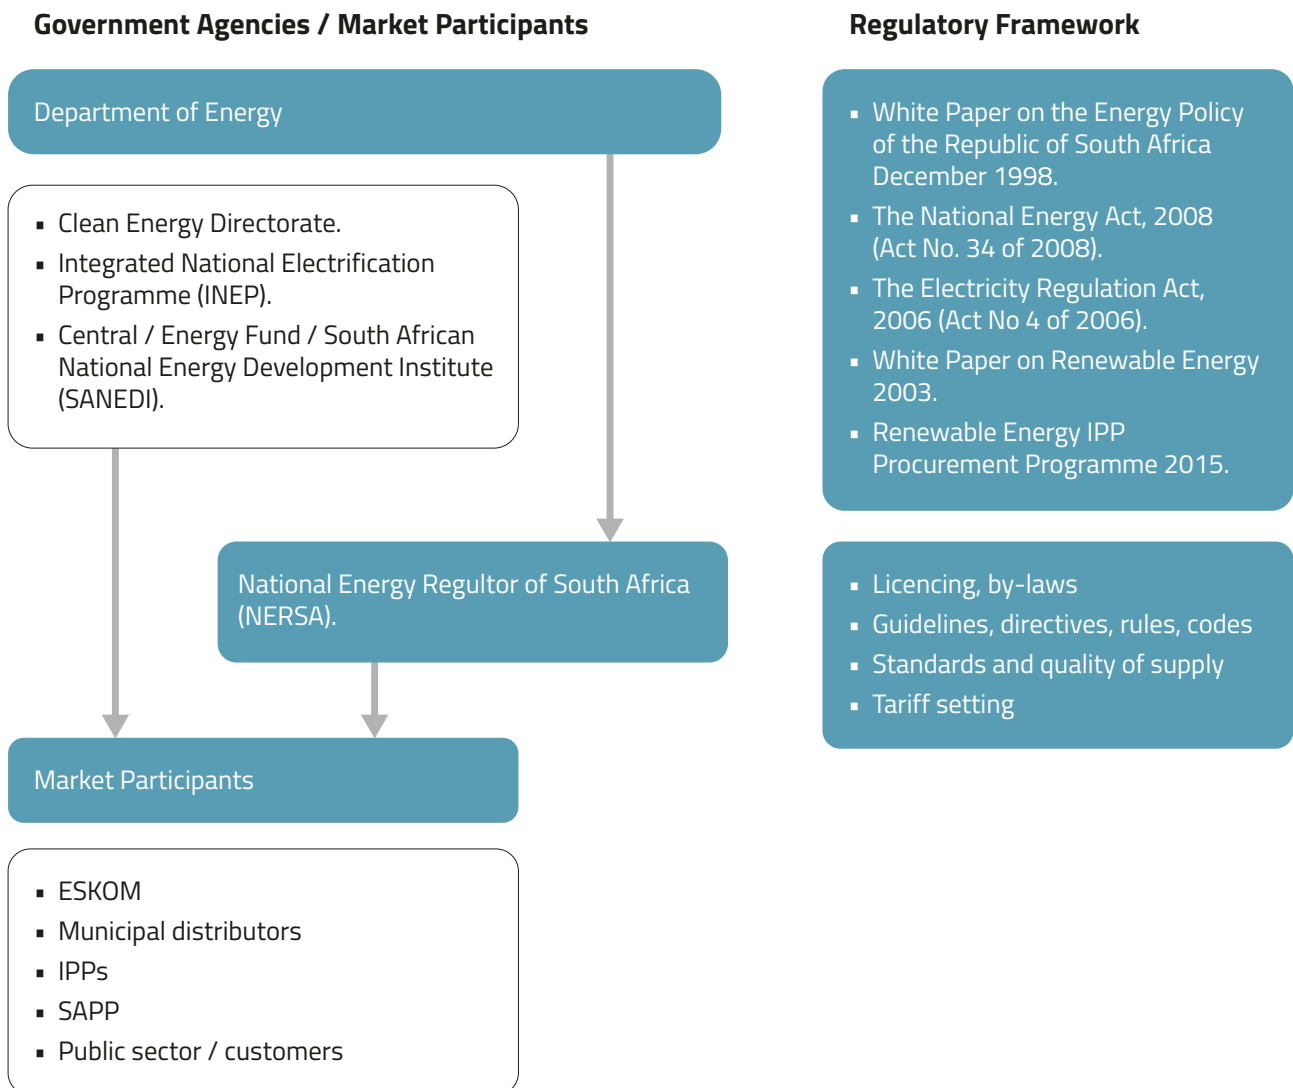 Government Agencies / Market Participants
Department of Energy
▪ Clean Energy Directorate.
▪ Integrated National Electrification
Programme (INEP).
▪ Central / Energy Fund / South African
National Energy Development Institute
(SANEDI).
National Energy Regultor of South Africa
(NERSA).
Market Participants
▪ ESKOM
▪ Municipal distributors
▪ IPPs
▪ SAPP
▪ Public sector / customers
Regulatory Framework
▪ White Paper on the Energy Policy
of the Republic of South Africa
December 1998.
▪ The National Energy Act, 2008
(Act No. 34 of 2008).
▪ The Electricity Regulation Act,
2006 (Act No 4 of 2006).
▪ White Paper on Renewable Energy
2003.
▪ Renewable Energy IPP
Procurement Programme 2015.
▪ Licencing, by-laws
▪ Guidelines, directives, rules, codes
▪ Standards and quality of supply
▪ Tariff setting